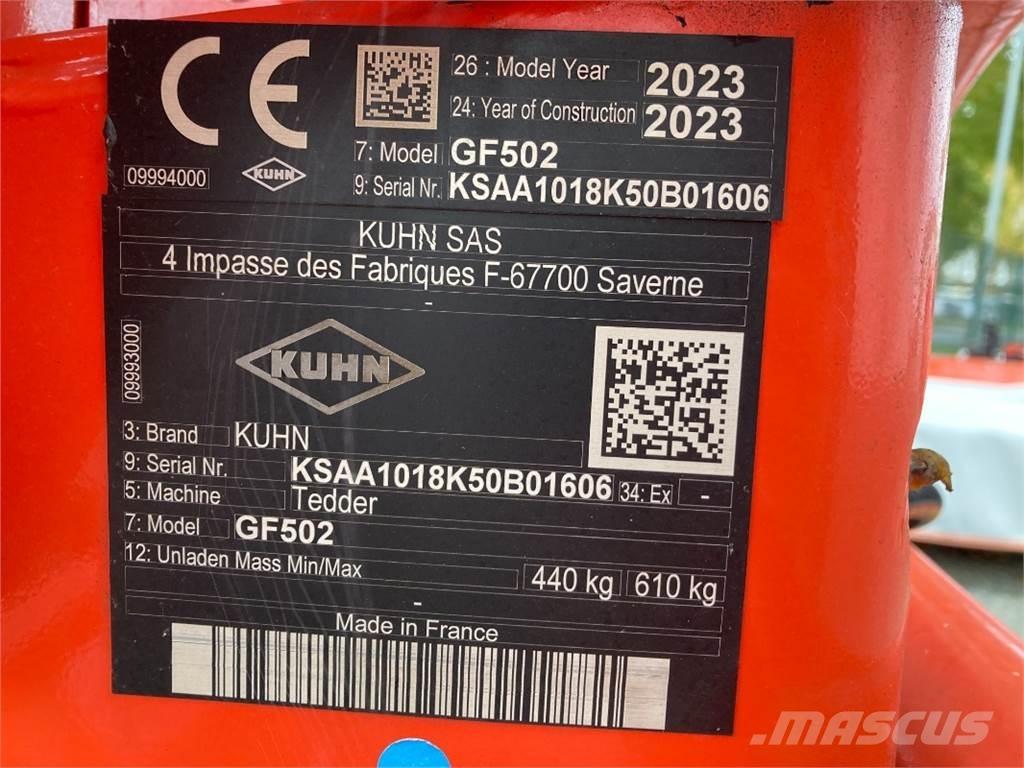 CE
26 : Model Year 2023
24: Year of Construction 2023
7: Model GF502
09994000 KUHN 9: Serial Nr. KSAA1018K50B01606
KUHN SAS
4 Impasse des Fabriques F-67700 Saverne
-
09993000
KUHN
3: Brand KUHN
9: Serial Nr. KSAA1018K50B01606 34: Ex -
5: Machine Tedder
7: Model GF502
12: Unladen Mass Min/Max 440 kg 610 kg
-
Made in France
MASCUS